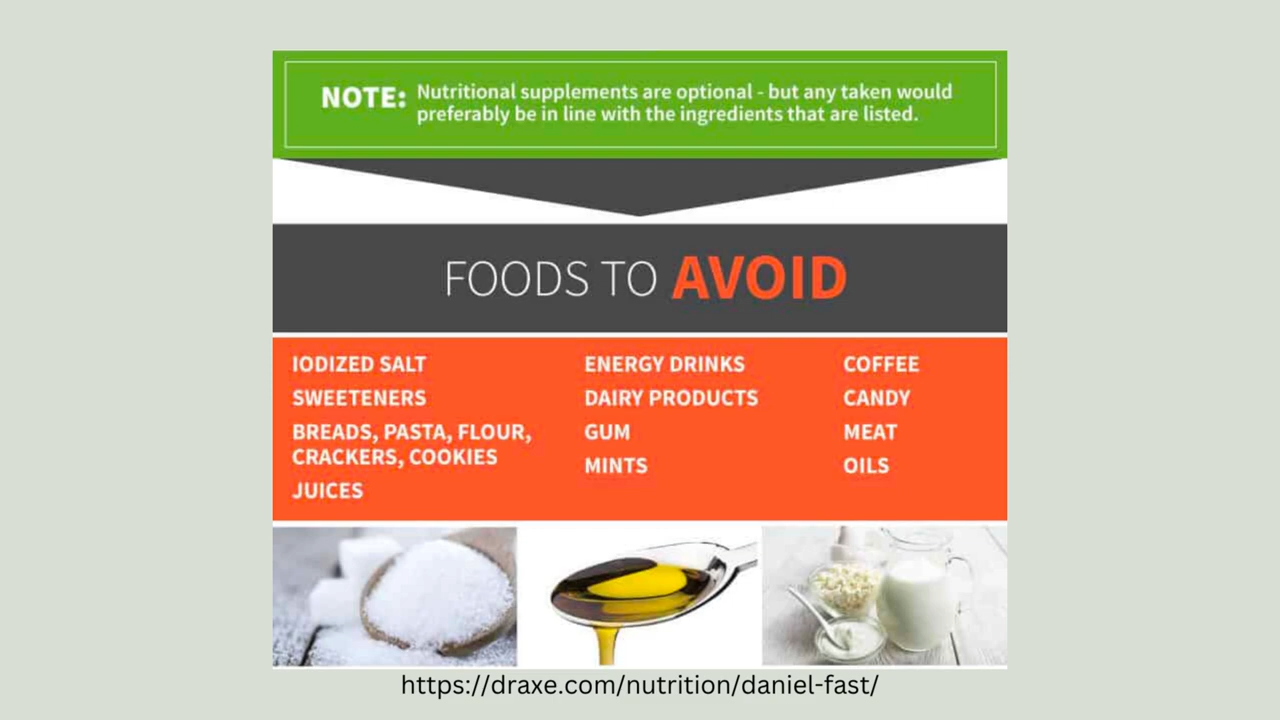 NOTE: Nutritional supplements are optional - but any taken would
preferably be in line with the ingredients that are listed.
FOODS TO AVOID
IODIZED SALT
SWEETENERS
BREADS, PASTA, FLOUR,
CRACKERS, COOKIES
JUICES
ENERGY DRINKS
DAIRY PRODUCTS
GUM
MINTS
COFFEE
CANDY
MEAT
OILS
https://draxe.com/nutrition/daniel-fast/